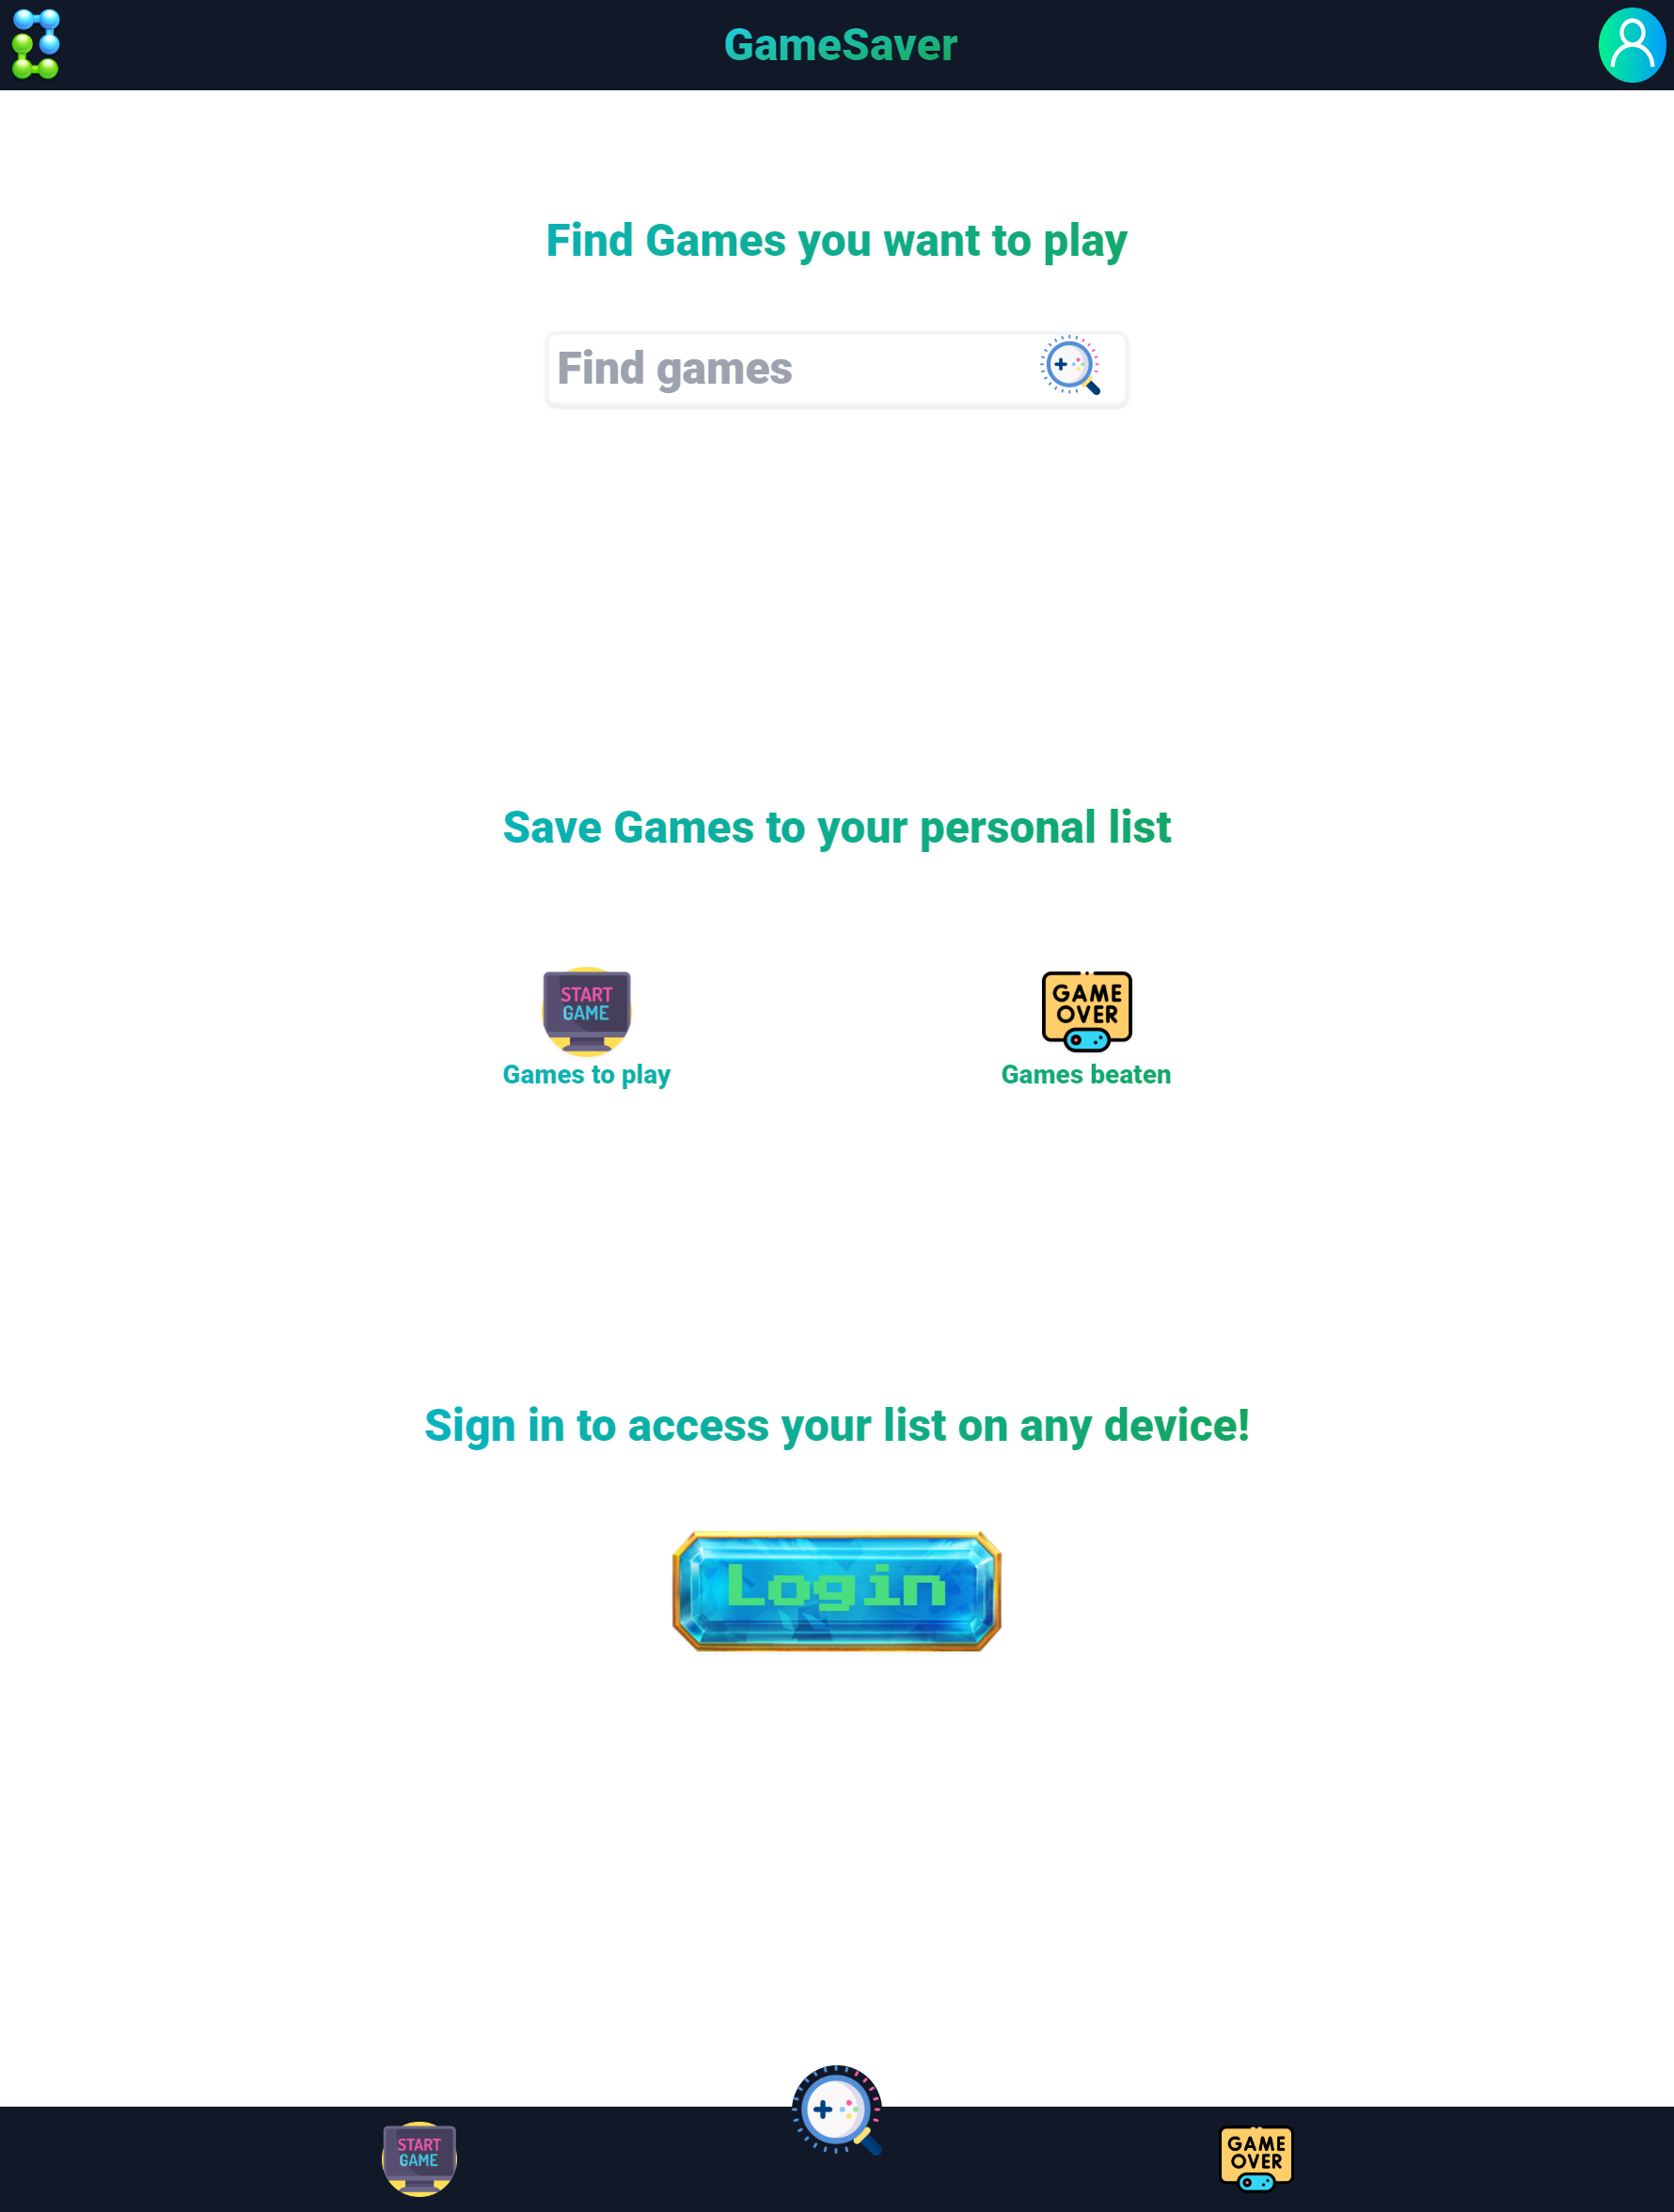 GameSaver
Find Games you want to play
Find games
Save Games to your personal list
START
GAME
GAME
OVER
Games to play
Games beaten
Sign in to access your list on any device!
Login
START
GAME
GAME
OVER